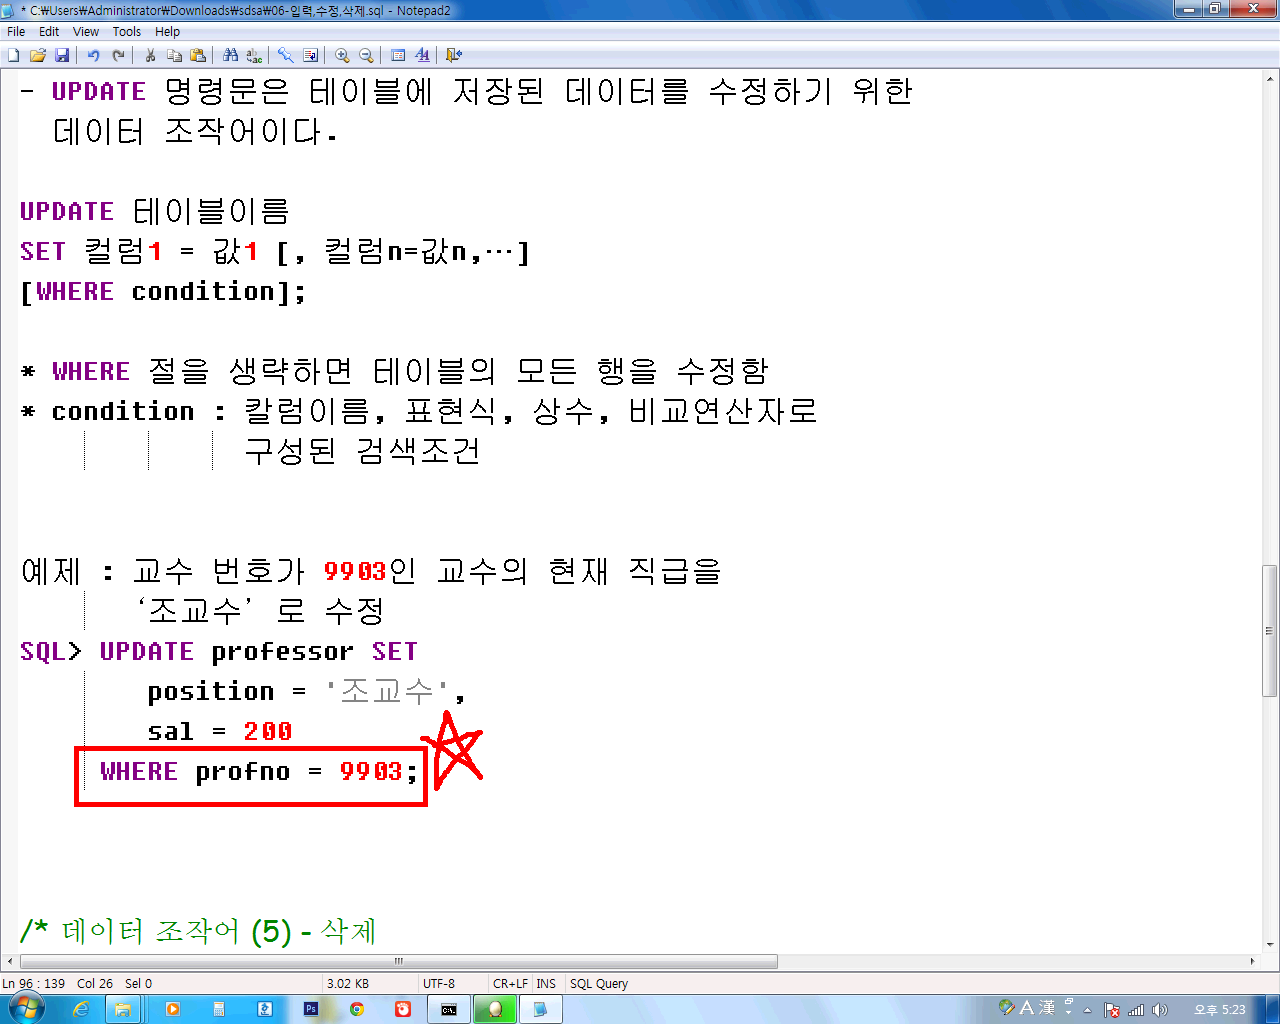 * C:₩Users₩Administrator₩Downloads₩sdsa₩06-입력,수정,삭제.sql - Notepad2
File Edit View Tools Help
- UPDATE 명령문은 테이블에 저장된 데이터를 수정하기 위한
데이터 조작어이다.
UPDATE 테이블이름
SET 컬럼1 = 값1 [, 컬럼n=값n,…]
[WHERE condition];
* WHERE 절을 생략하면 테이블의 모든 행을 수정함
* condition : 칼럼이름, 표현식, 상수, 비교연산자로
구성된 검색조건
예제 : 교수 번호가 9903인 교수의 현재 직급을
‘조교수’ 로 수정
SQL> UPDATE professor SET
position = '조교수',
sal = 200
WHERE profno = 9903;
/* 데이터 조작어 (5) - 삭제
Ln 96 : 139 Col 26 Sel 0 3.02 KB UTF-8 CR+LF INS SQL Query
Ps C:\. A 漢 오후 5:23